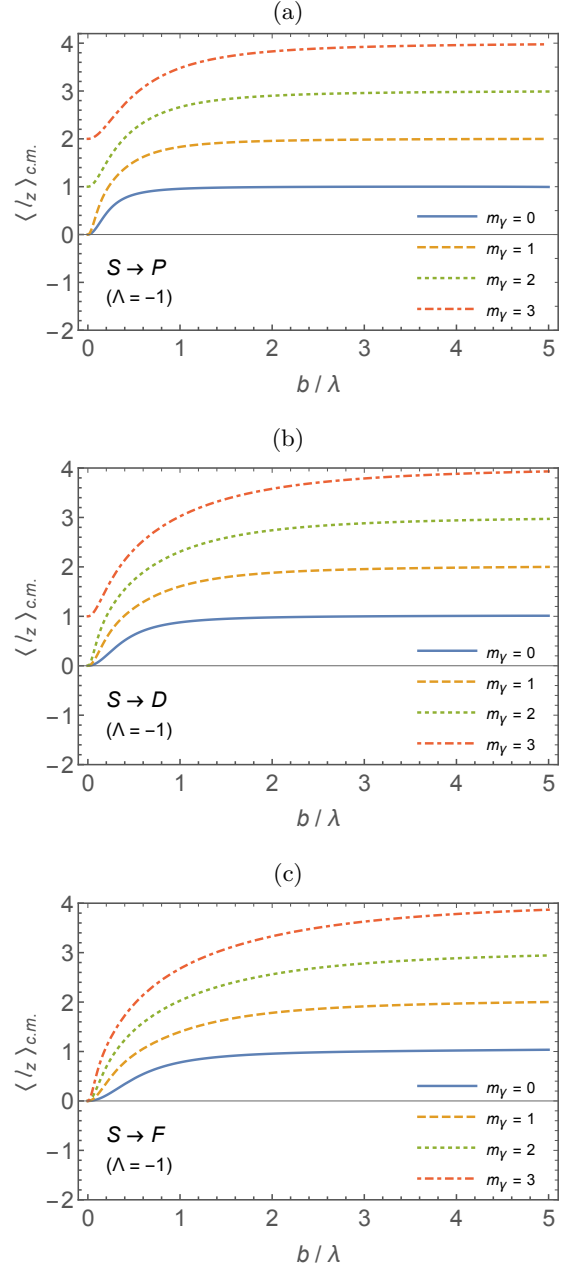 (a)
4
3
2
1
0
−1
−2
⟨ l_z ⟩ c.m.
m_γ = 0
m_γ = 1
m_γ = 2
m_γ = 3
S → P
(Λ = −1)
0 1 2 3 4 5
b / λ
(b)
4
3
2
1
0
−1
−2
⟨ l_z ⟩ c.m.
m_γ = 0
m_γ = 1
m_γ = 2
m_γ = 3
S → D
(Λ = −1)
0 1 2 3 4 5
b / λ
(c)
4
3
2
1
0
−1
−2
⟨ l_z ⟩ c.m.
m_γ = 0
m_γ = 1
m_γ = 2
m_γ = 3
S → F
(Λ = −1)
0 1 2 3 4 5
b / λ